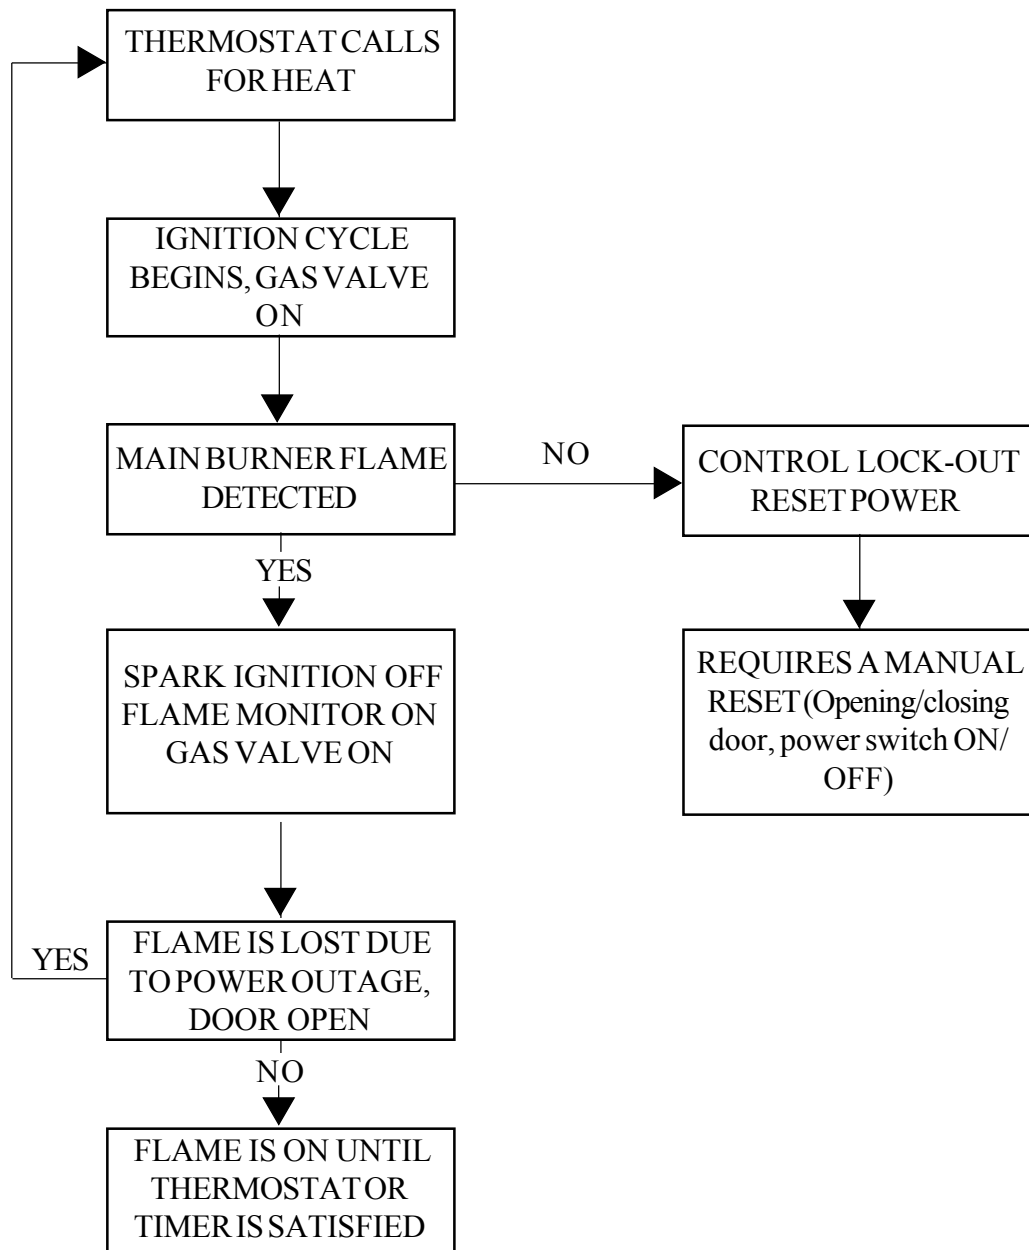 THERMOSTAT CALLS
FOR HEAT
IGNITION CYCLE
BEGINS, GAS VALVE
ON
MAIN BURNER FLAME
DETECTED
NO
CONTROL LOCK-OUT
RESET POWER
YES
SPARK IGNITION OFF
FLAME MONITOR ON
GAS VALVE ON
REQUIRES A MANUAL
RESET (Opening/closing
door, power switch ON/
OFF)
YES
FLAME IS LOST DUE
TO POWER OUTAGE,
DOOR OPEN
NO
FLAME IS ON UNTIL
THERMOSTAT OR
TIMER IS SATISFIED